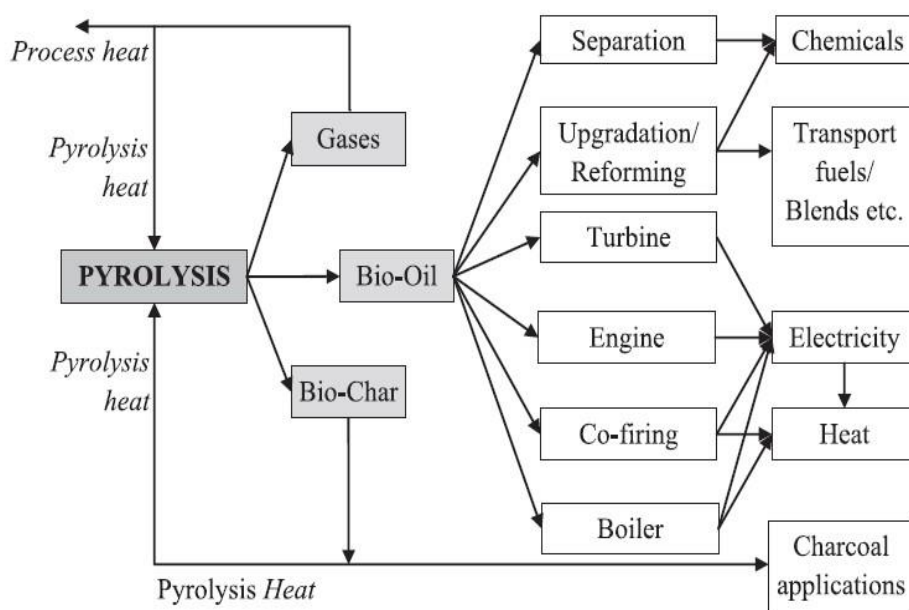 Process heat
Pyrolysis
heat
PYROLYSIS
Pyrolysis
heat
Gases
Bio-Oil
Bio-Char
Pyrolysis Heat
Separation
Upgradation/
Reforming
Turbine
Engine
Co-firing
Boiler
Chemicals
Transport
fuels/
Blends etc.
Electricity
Heat
Charcoal
applications